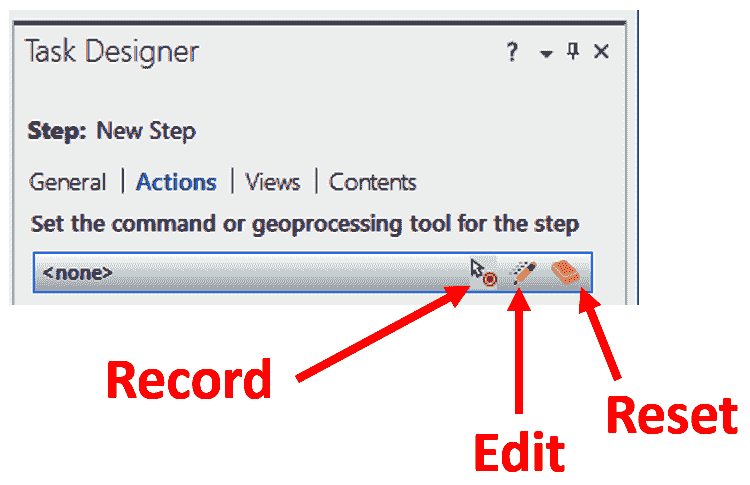 Task Designer ?
Step: New Step
General | Actions | Views | Contents
Set the command or geoprocessing tool for the step
<none>
Record
Reset
Edit